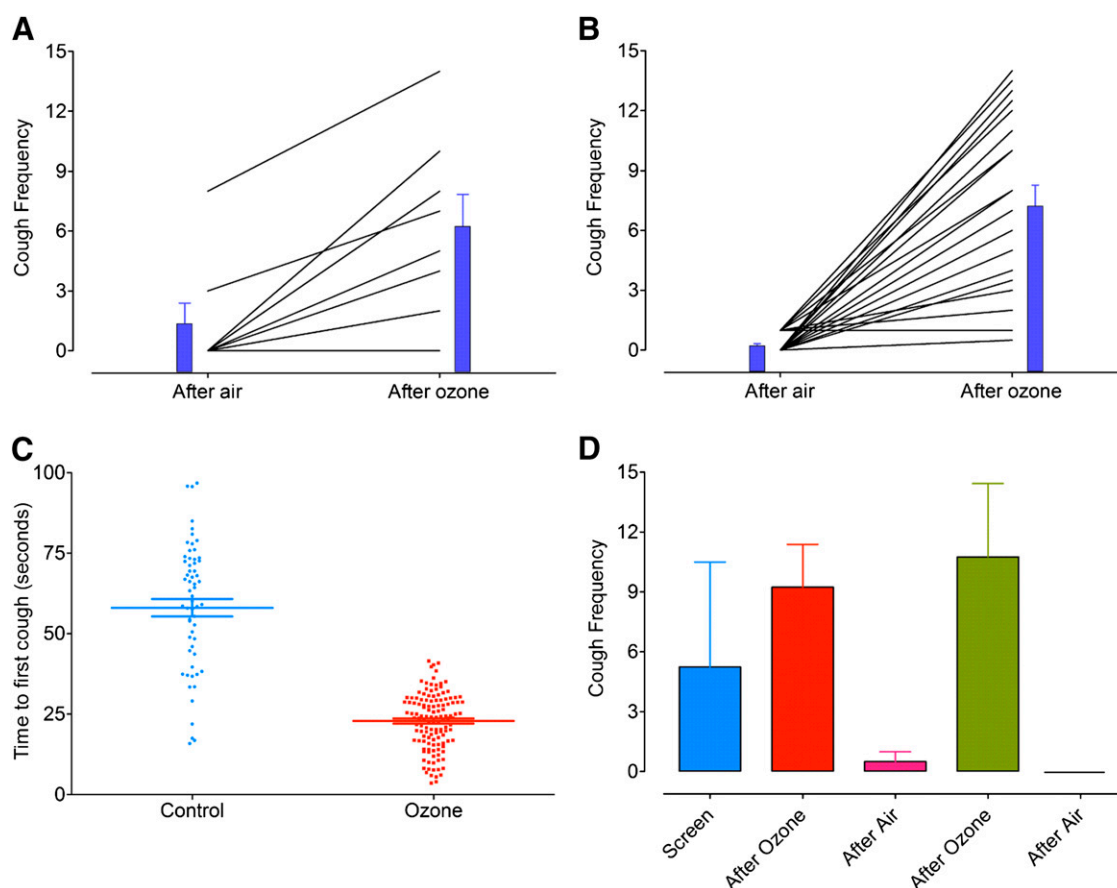 A
Cough Frequency
15
12
9
6
3
0
After air
After ozone
B
Cough Frequency
15
12
9
6
3
0
After air
After ozone
C
Time to first cough (seconds)
100
75
50
25
0
Control
Ozone
D
Cough Frequency
15
12
9
6
3
0
Screen
After Ozone
After Air
After Ozone
After Air